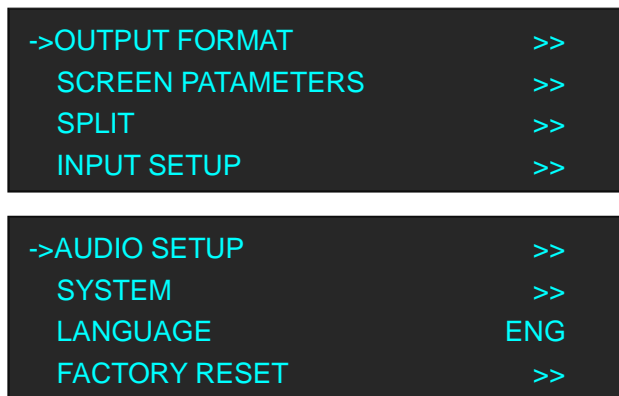 ->OUTPUT FORMAT >>
SCREEN PATAMETERS >>
SPLIT >>
INPUT SETUP >>
->AUDIO SETUP >>
SYSTEM >>
LANGUAGE ENG
FACTORY RESET >>